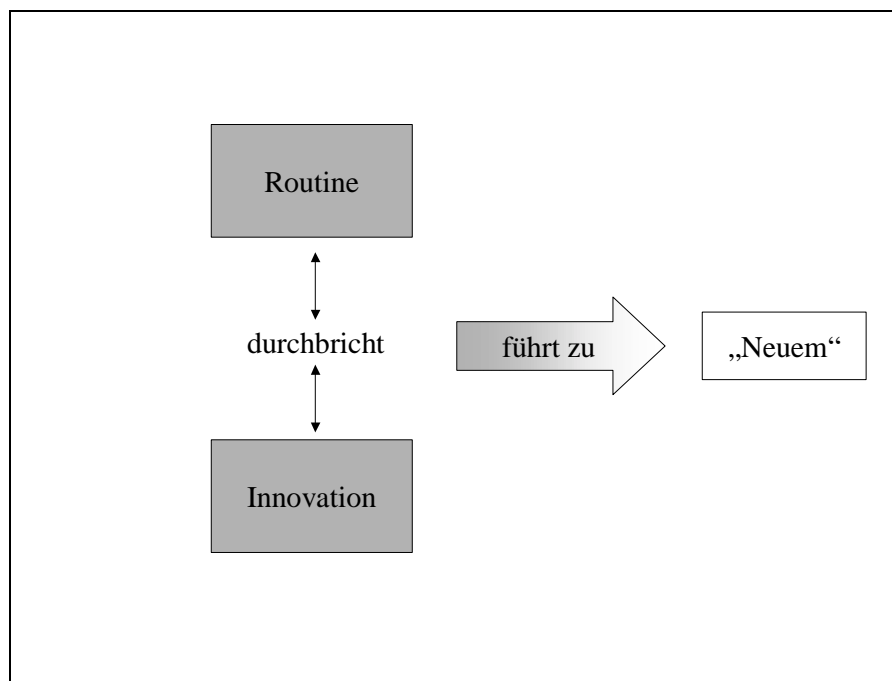 Routine
durchbricht
führt zu
„Neuem“
Innovation